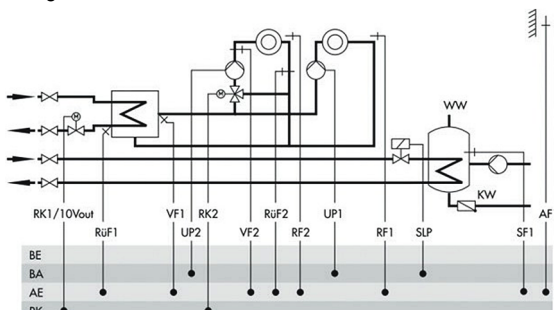 M
M
WW
KW
RK1/10Vout VF1 RK2 RüF2 UP1 AF
RüF1 UP2 VF2 RF2 RF1 SLP SF1
BE
BA
AE
RK